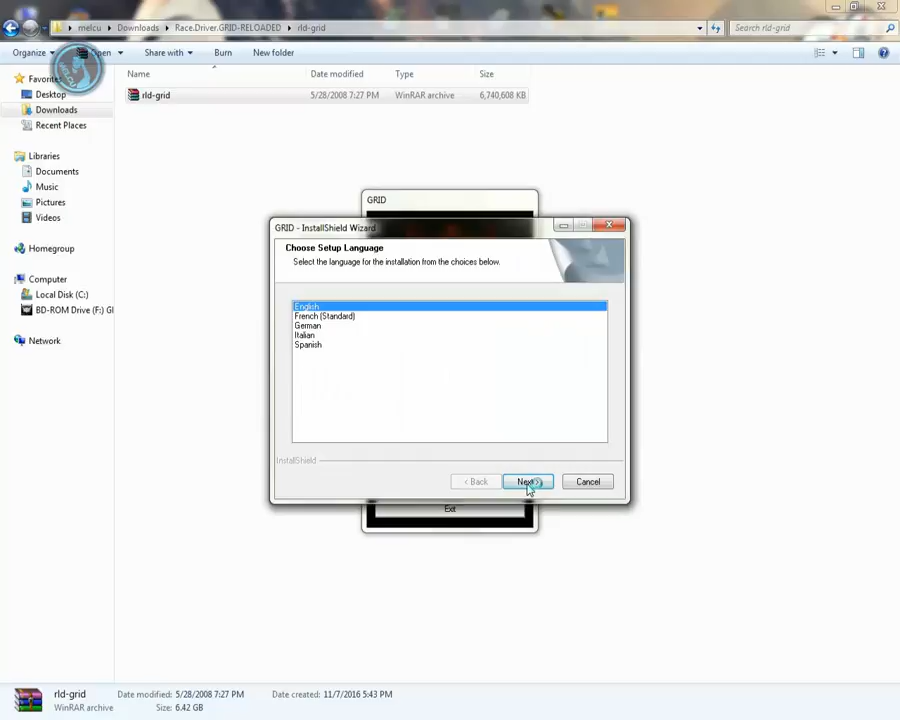 melcu
Downloads
Race.Driver.GRID-RELOADED
rld-grid
Search rld-grid
Organize
Open
Share with
Burn
New folder
Name
Date modified
Type
Size
Favorites
Desktop
Downloads
Recent Places
Libraries
Documents
Music
Pictures
Videos
Homegroup
Computer
Local Disk (C:)
BD-ROM Drive (F:) GI
Network
rld-grid
5/28/2008 7:27 PM
WinRAR archive
6,740,608 KB
GRID
GRID - InstallShield Wizard
Choose Setup Language
Select the language for the installation from the choices below.
English
French (Standard)
German
Italian
Spanish
InstallShield
< Back
Next >
Cancel
Exit
rld-grid
Date modified: 5/28/2008 7:27 PM
Date created: 11/7/2016 5:43 PM
WinRAR archive
Size: 6.42 GB